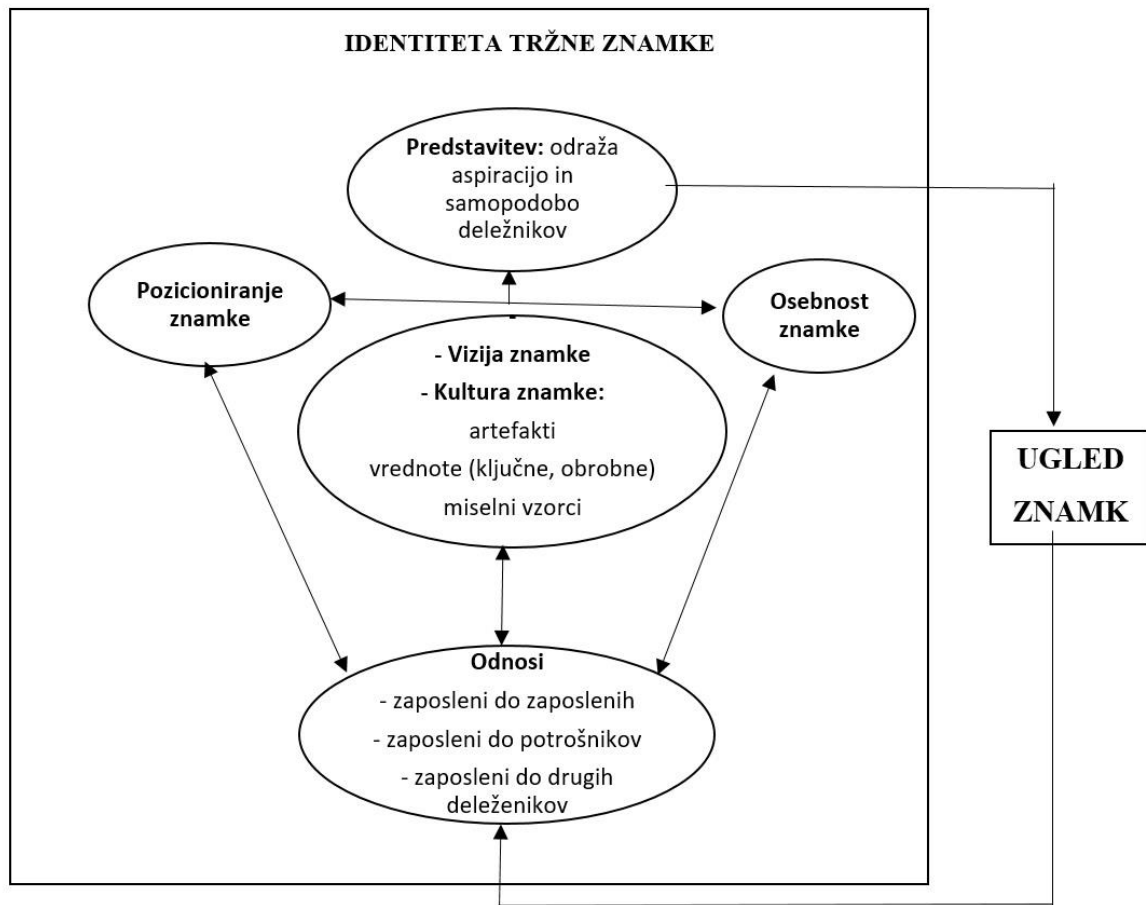 IDENTITETA TRŽNE ZNAMKE
Predstavitev: odraža
aspiracijo in
samopodobo
deležnikov
Pozicioniranje
znamke
Osebnost
znamke
- Vizija znamke
- Kultura znamke:
artefakti
vrednote (ključne, obrobne)
miselni vzorci
UGLED
ZNAMK
Odnosi
- zaposleni do zaposlenih
- zaposleni do potrošnikov
- zaposleni do drugih
deleženikov